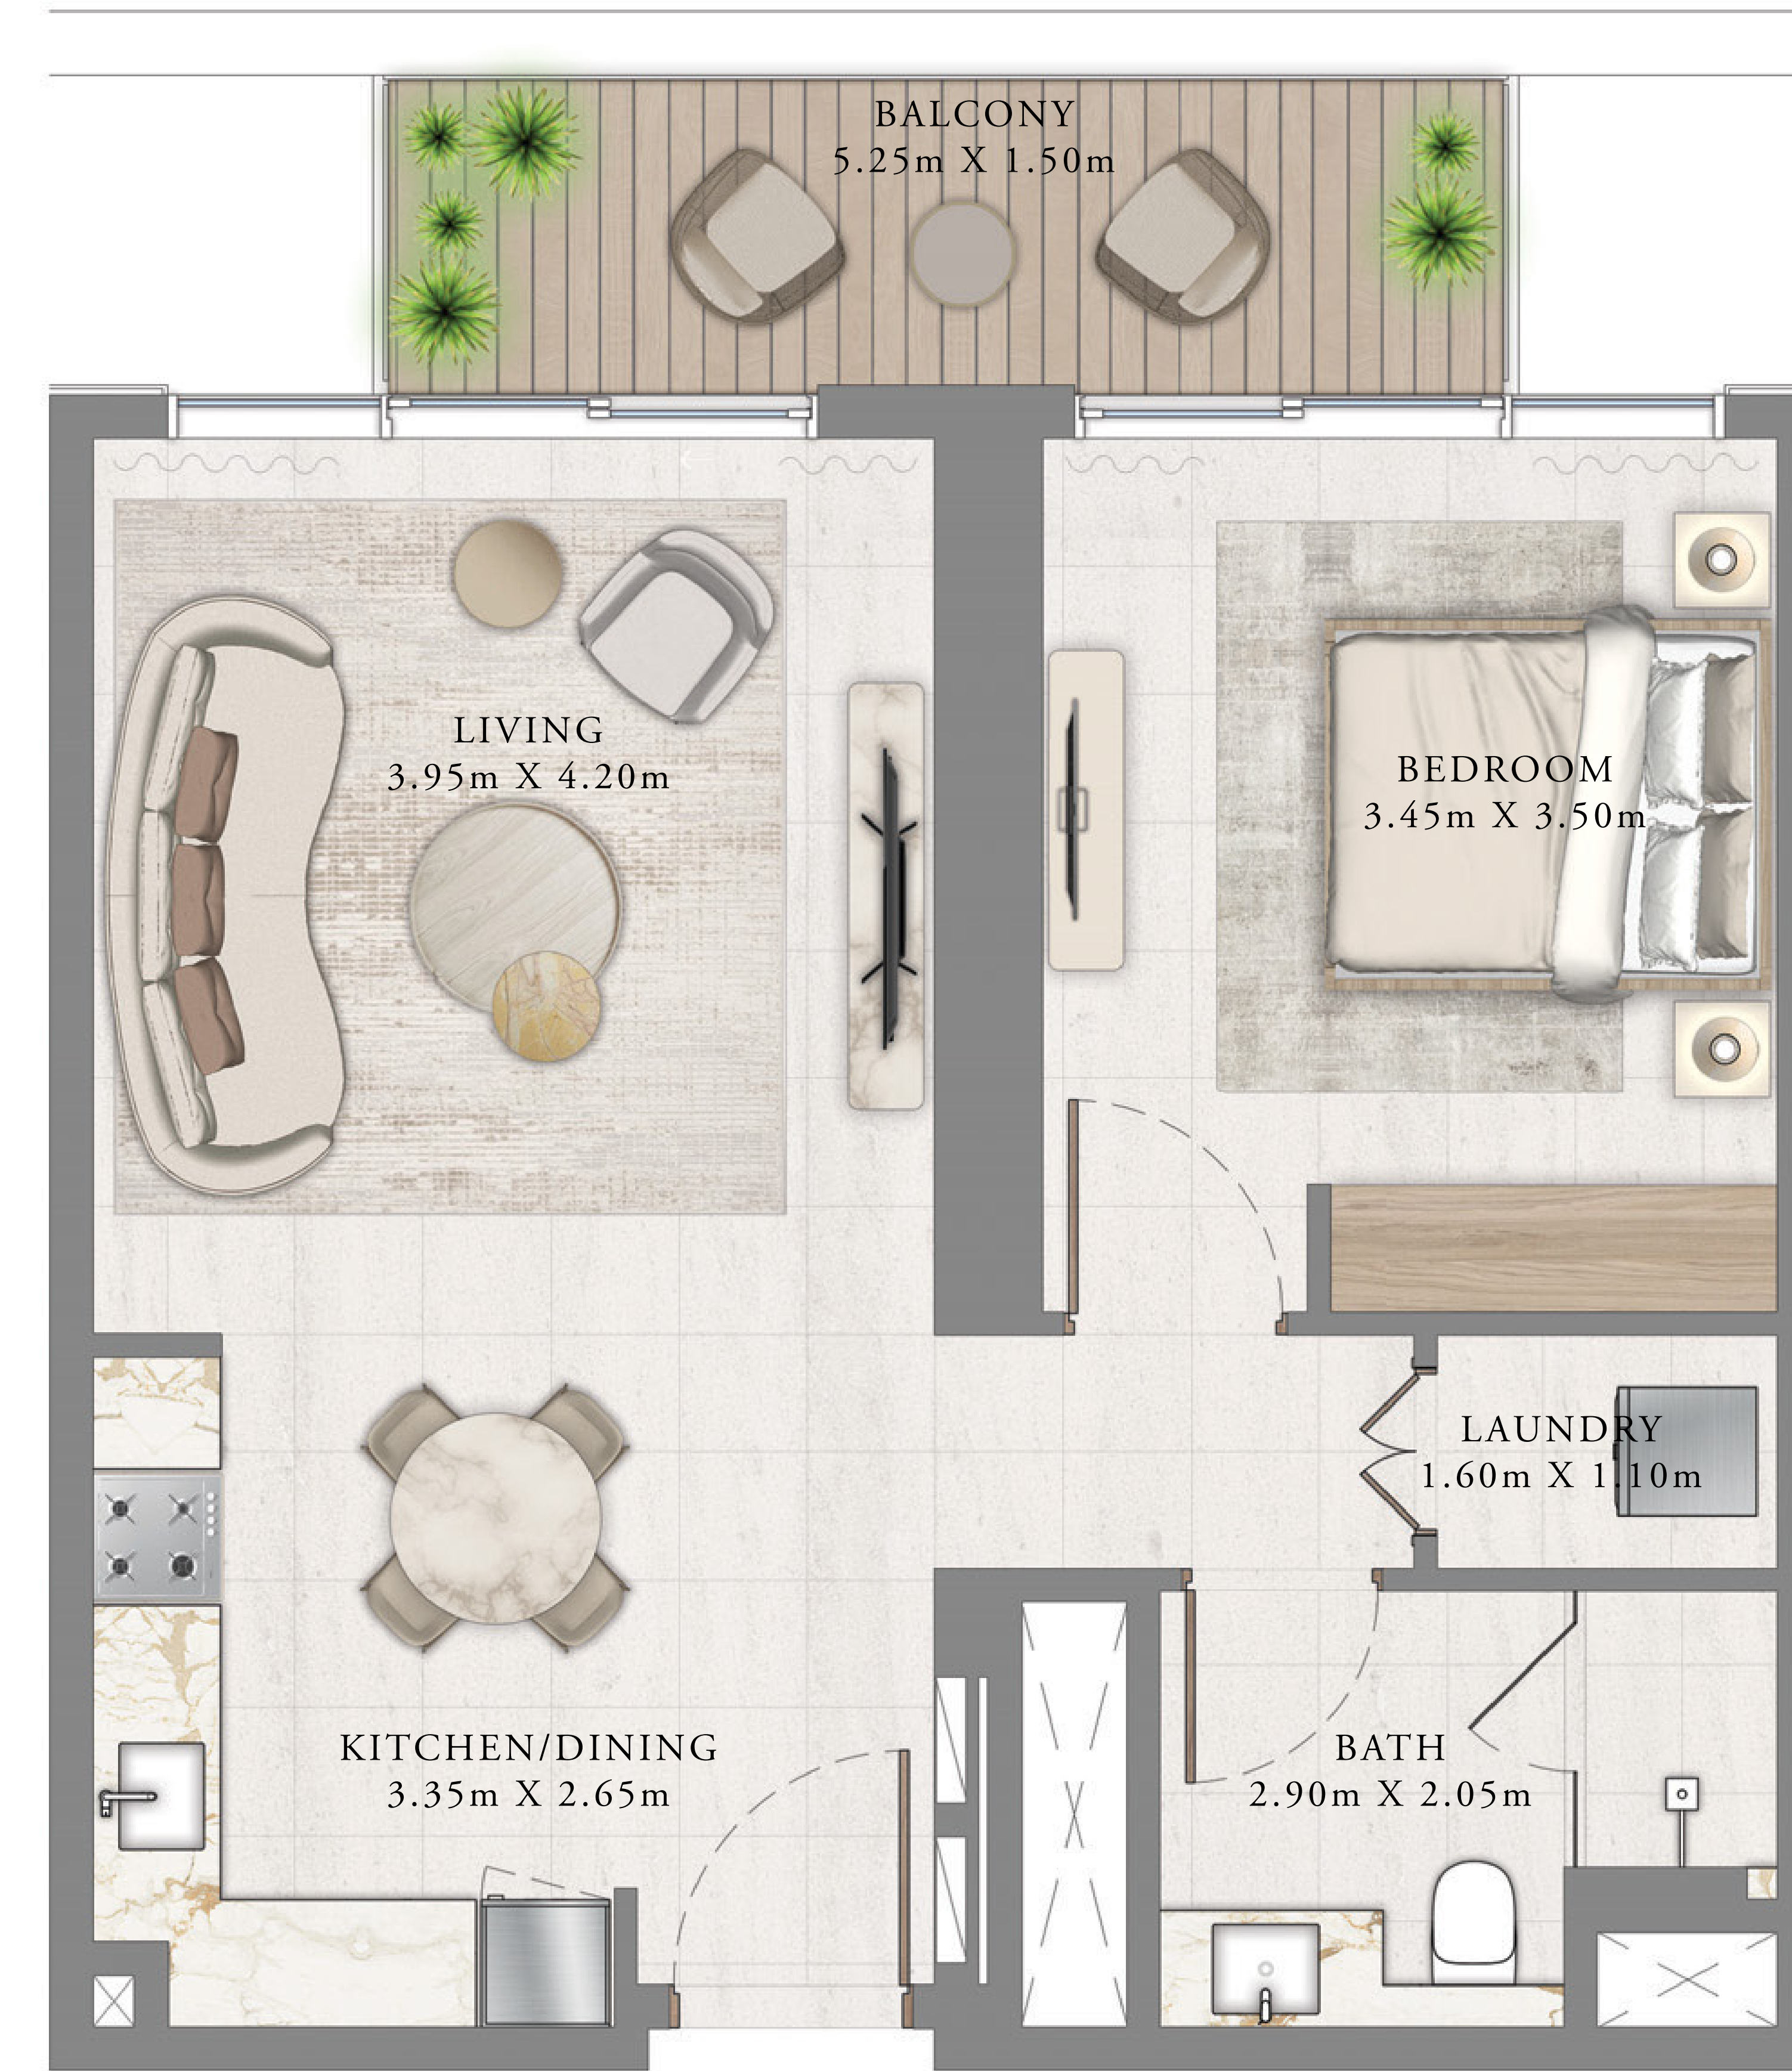 BALCONY
5.25m X 1.50m
LIVING
3.95m X 4.20m
BEDROOM
3.45m X 3.50m
LAUNDRY
1.60m X 1.10m
KITCHEN/DINING
3.35m X 2.65m
BATH
2.90m X 2.05m